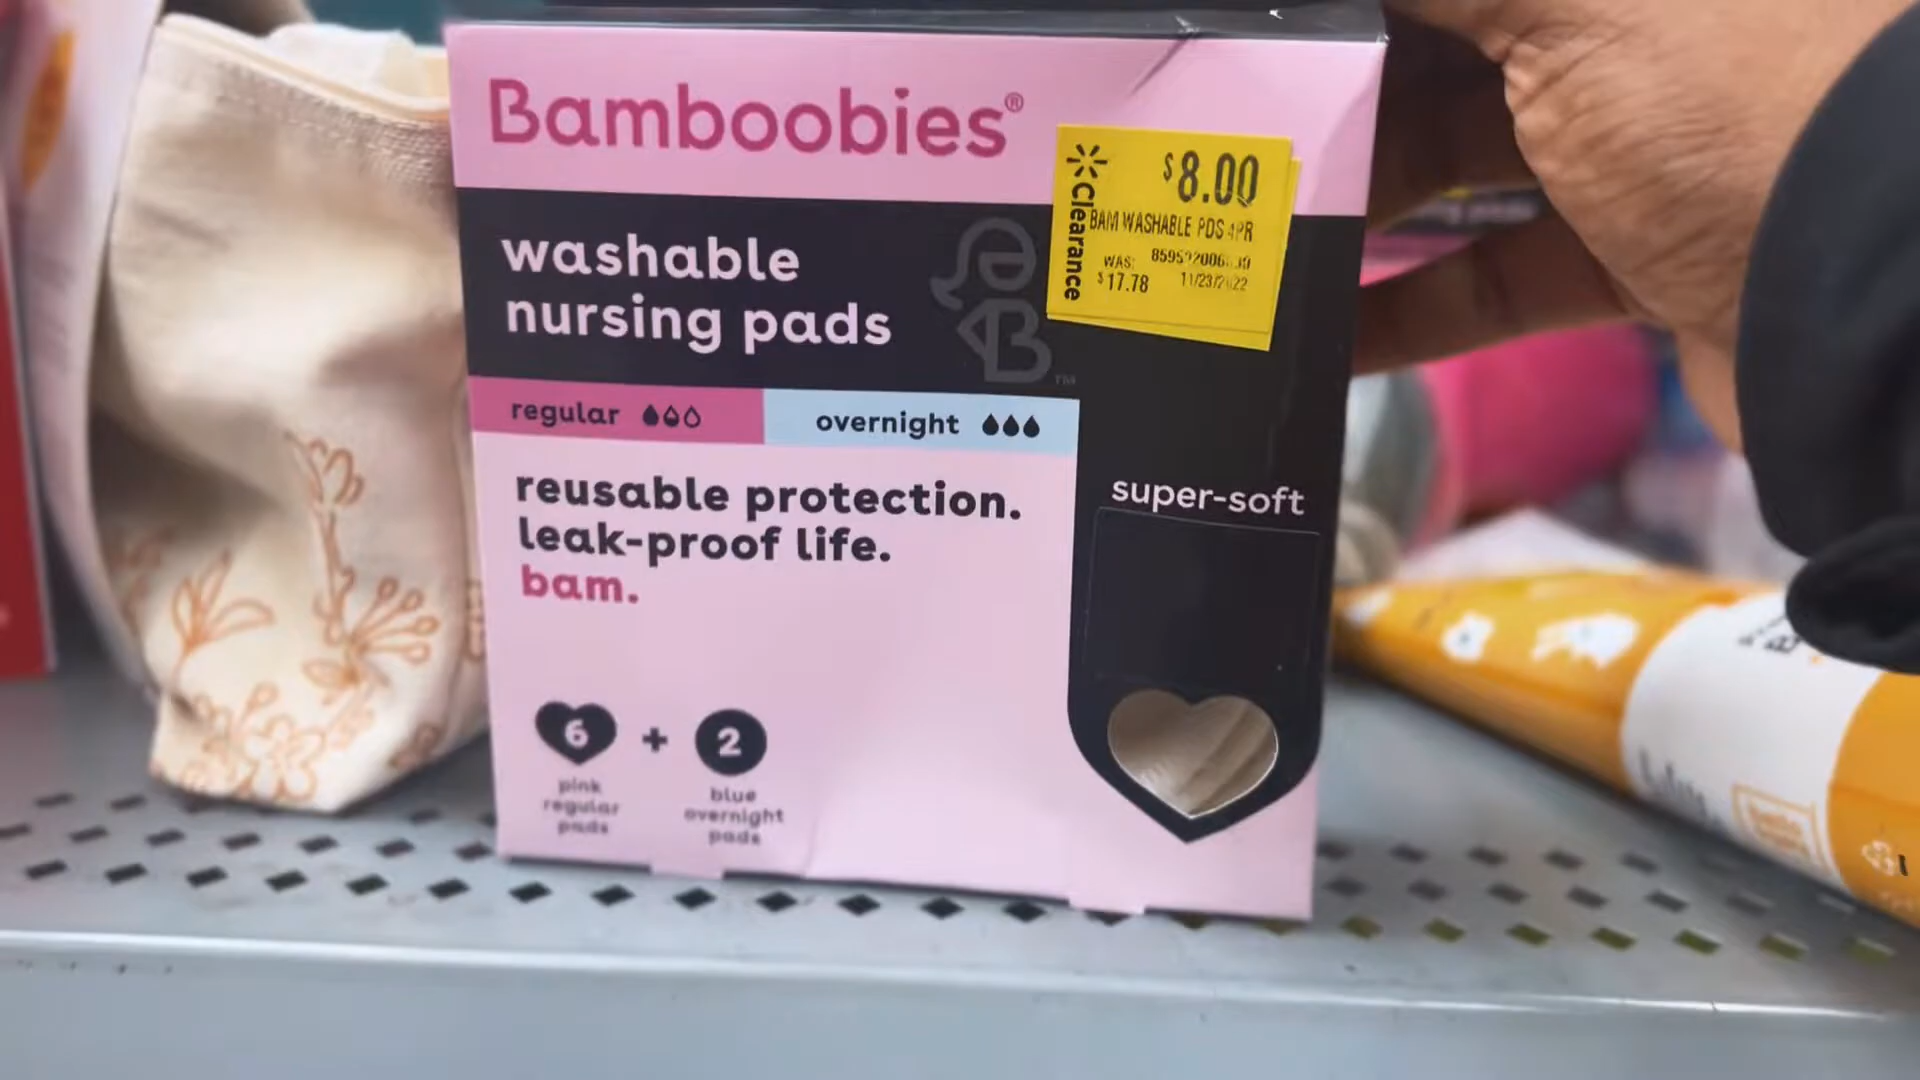 Bamboobies®
washable
nursing pads
Clearance
$8.00
BAM WASHABLE PDS 4PR
WAS:
$17.78
11/23/2022
regular
overnight
reusable protection.
leak-proof life.
bam.
super-soft
6 + 2
pink
regular
pads
blue
overnight
pads
B
TM